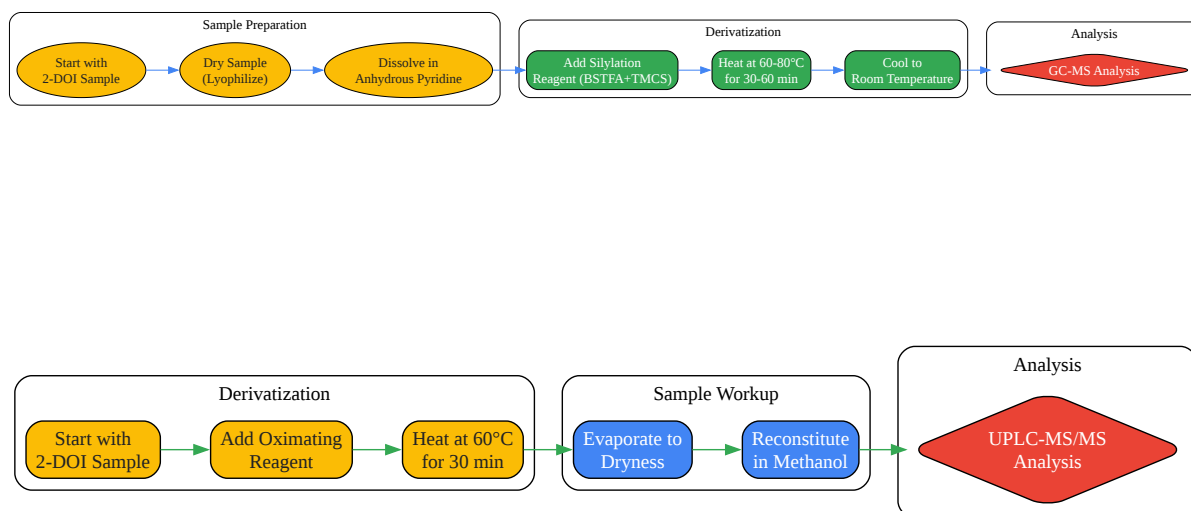 Sample Preparation
Start with
2-DOI Sample
Dry Sample
(Lyophilize)
Dissolve in
Anhydrous Pyridine
Derivatization
Add Silylation
Reagent (BSTFA+TMCS)
Heat at 60-80°C
for 30-60 min
Cool to
Room Temperature
Analysis
GC-MS Analysis
Derivatization
Start with
2-DOI Sample
Add Oximating
Reagent
Heat at 60°C
for 30 min
Sample Workup
Evaporate to
Dryness
Reconstitute
in Methanol
Analysis
UPLC-MS/MS
Analysis